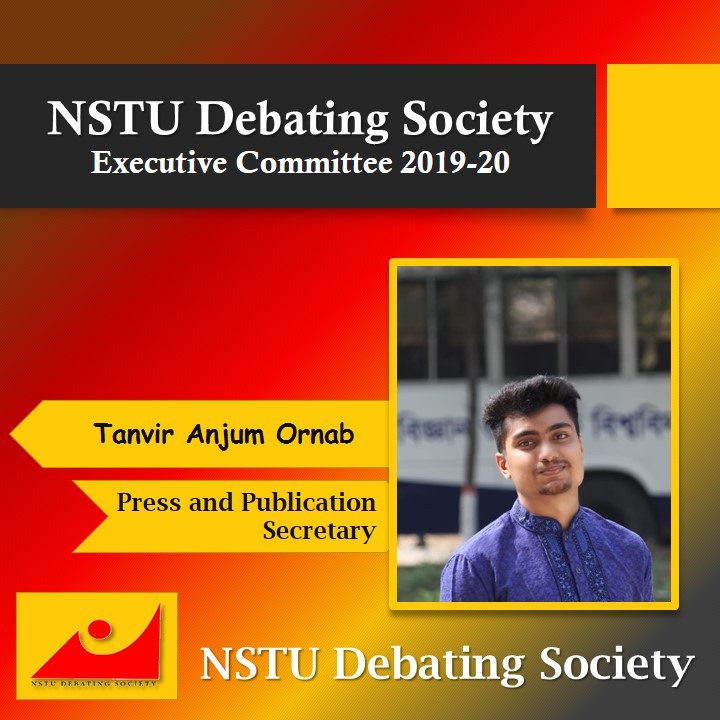 NSTU Debating Society
Executive Committee 2019-20
বিজ্ঞান
Tanvir Anjum Ornab
Press and Publication
Secretary
NSTU DEBATING SOCIETY
NSTU Debating Society